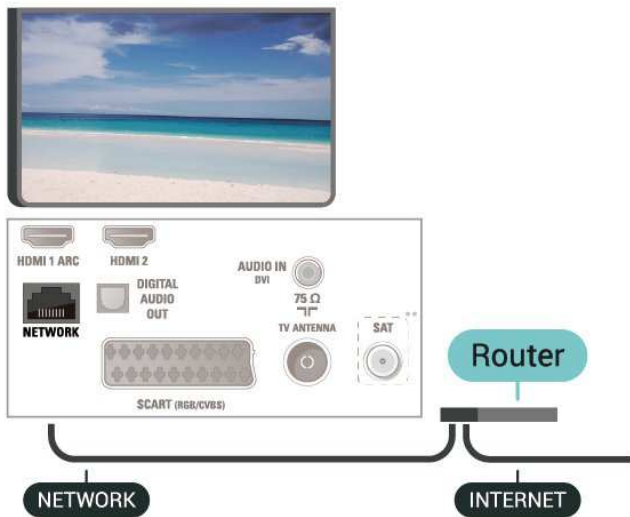 HDMI 1 ARC
HDMI 2
NETWORK
DIGITAL
AUDIO
OUT
AUDIO IN
DVI
75 Ω
TV ANTENNA
SAT
**
SCART (RGB/CVBS)
Router
NETWORK
INTERNET